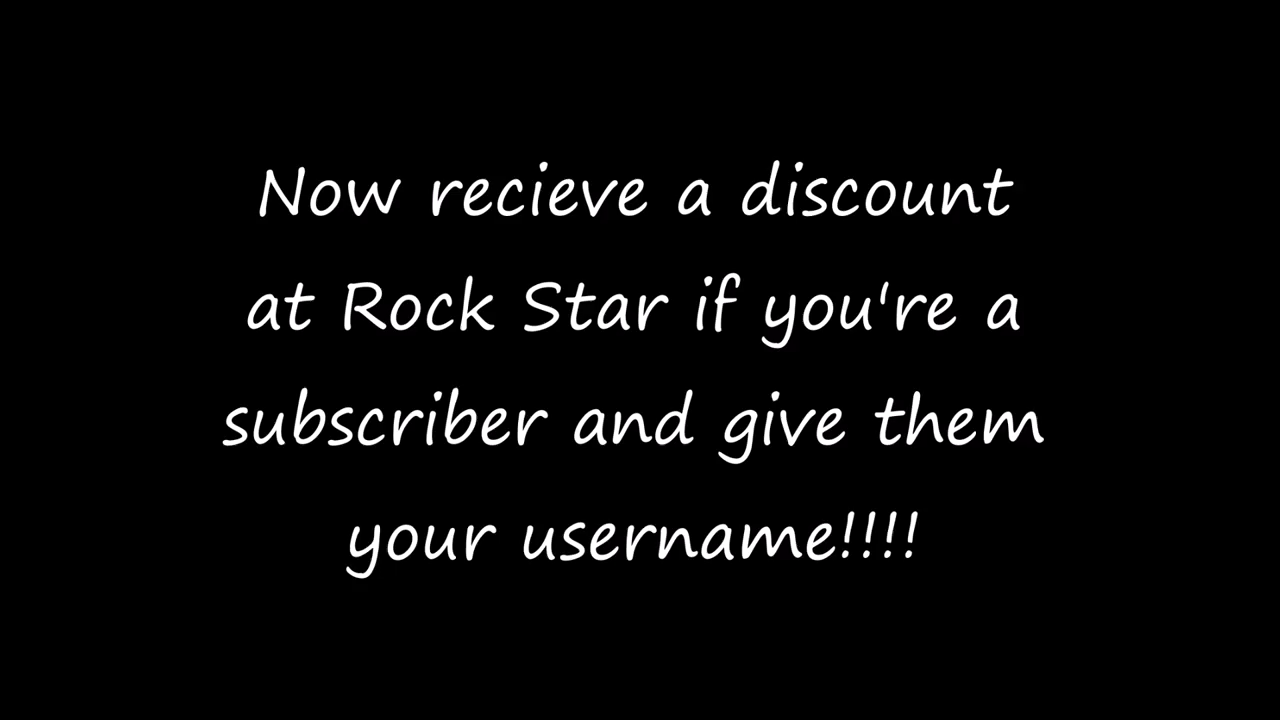 Now recieve a discount
at Rock Star if you're a
subscriber and give them
your username!!!!